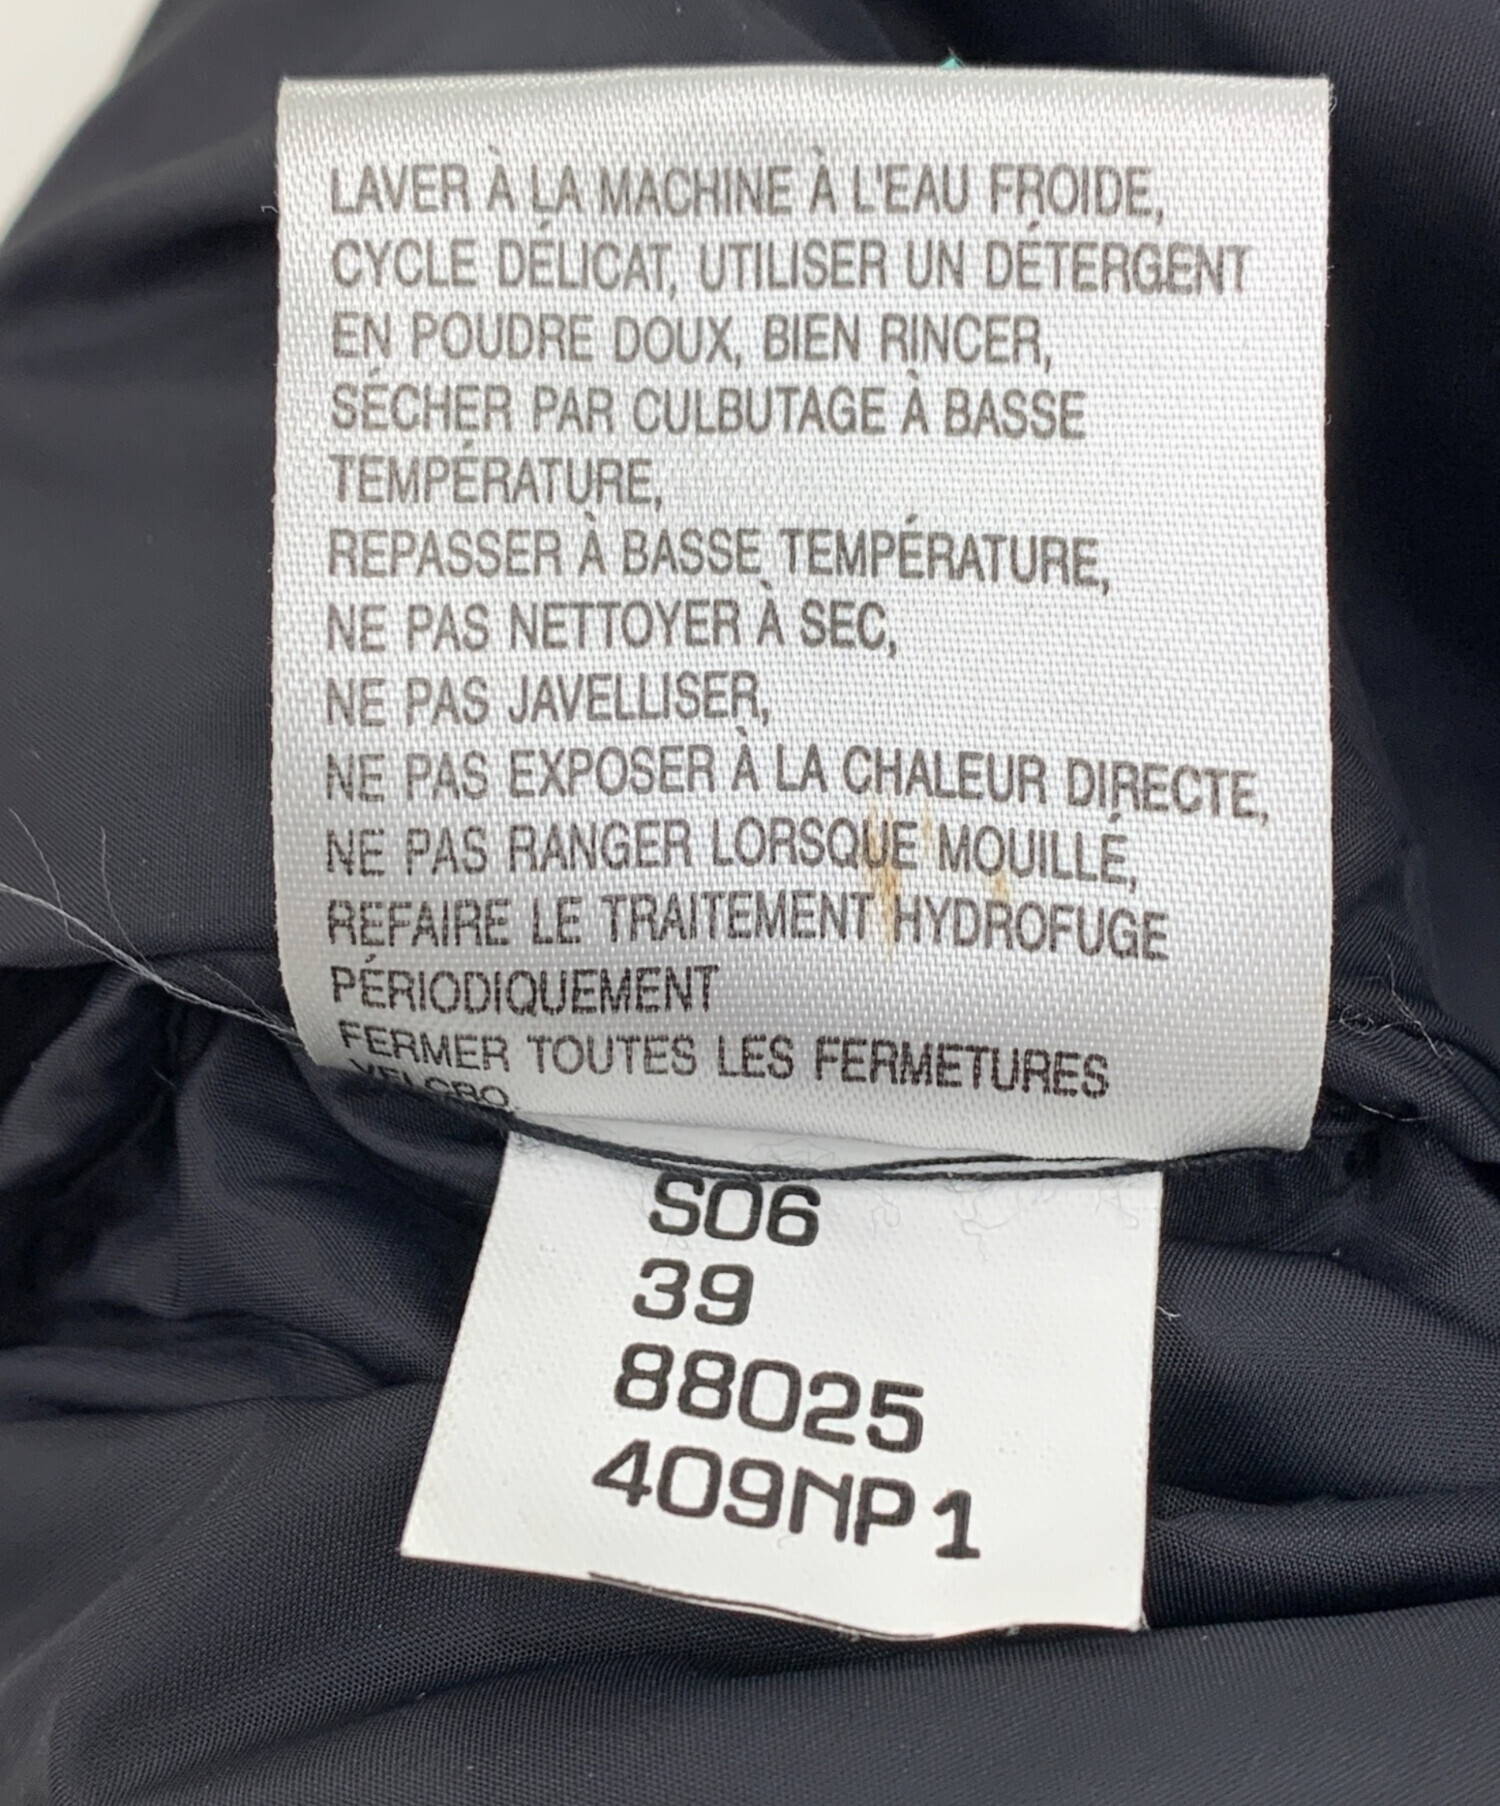 LAVER À LA MACHINE À L'EAU FROIDE,
CYCLE DÉLICAT, UTILISER UN DÉTERGENT
EN POUDRE DOUX, BIEN RINCER,
SÉCHER PAR CULBUTAGE À BASSE
TEMPÉRATURE,
REPASSER À BASSE TEMPÉRATURE,
NE PAS NETTOYER À SEC,
NE PAS JAVELLISER,
NE PAS EXPOSER À LA CHALEUR DIRECTE,
NE PAS RANGER LORSQUE MOUILLÉ,
REFAIRE LE TRAITEMENT HYDROFUGE
PÉRIODIQUEMENT
FERMER TOUTES LES FERMETURES
VELCRO.
S06
39
88025
409NP1